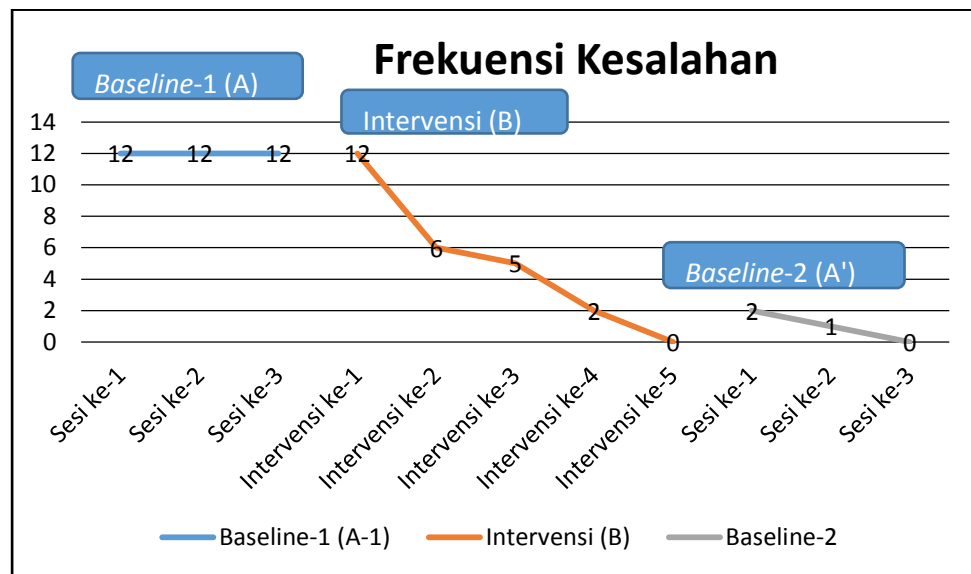 Frekuensi Kesalahan
Baseline-1 (A)
Intervensi (B)
Baseline-2 (A')
14
12
10
8
6
4
2
0
12 12 12 12 6 5 2 0 2 1 0
Sesi ke-1
Sesi ke-2
Sesi ke-3
Intervensi ke-1
Intervensi ke-2
Intervensi ke-3
Intervensi ke-4
Intervensi ke-5
Sesi ke-1
Sesi ke-2
Sesi ke-3
Baseline-1 (A-1) Intervensi (B) Baseline-2